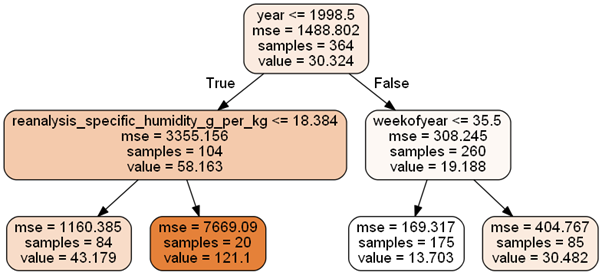 year <= 1998.5
mse = 1488.802
samples = 364
value = 30.324
True
False
reanalysis_specific_humidity_g_per_kg <= 18.384
mse = 3355.156
samples = 104
value = 58.163
weekofyear <= 35.5
mse = 308.245
samples = 260
value = 19.188
mse = 1160.385
samples = 84
value = 43.179
mse = 7669.09
samples = 20
value = 121.1
mse = 169.317
samples = 175
value = 13.703
mse = 404.767
samples = 85
value = 30.482